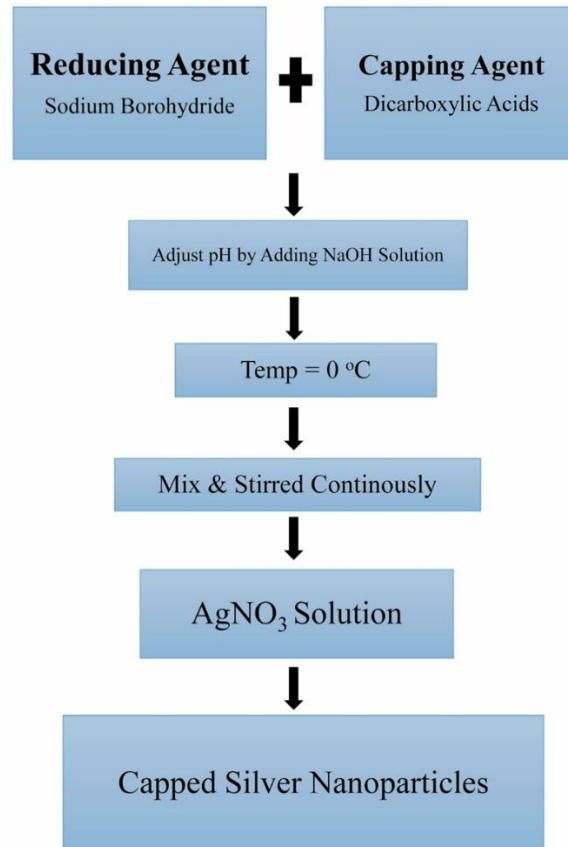 Reducing Agent
Sodium Borohydride
+
Capping Agent
Dicarboxylic Acids
Adjust pH by Adding NaOH Solution
Temp = 0 °C
Mix & Stirred Continously
AgNO₃ Solution
Capped Silver Nanoparticles